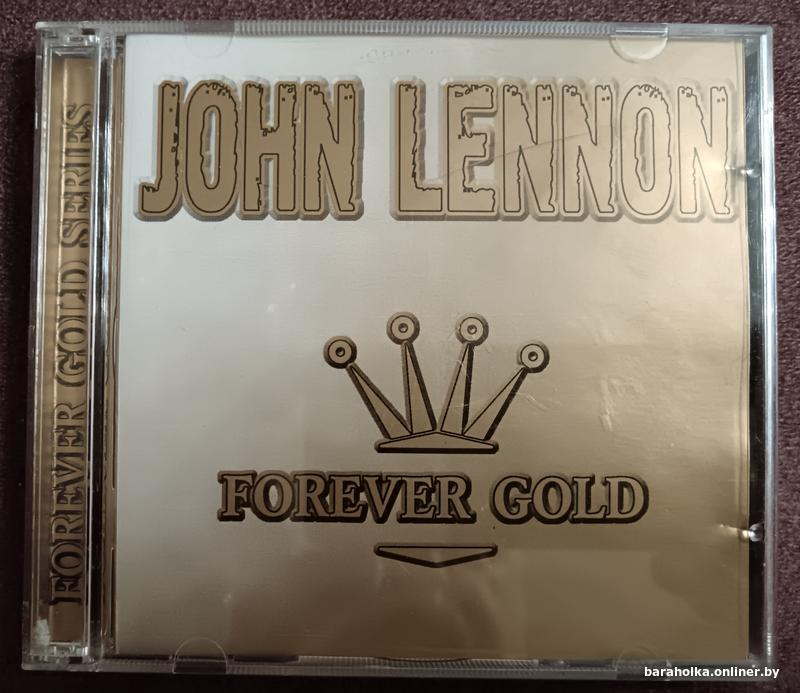 JOHN LENNON
FOREVER GOLD
FOREVER GOLD SERIES
baraholka.onliner.by